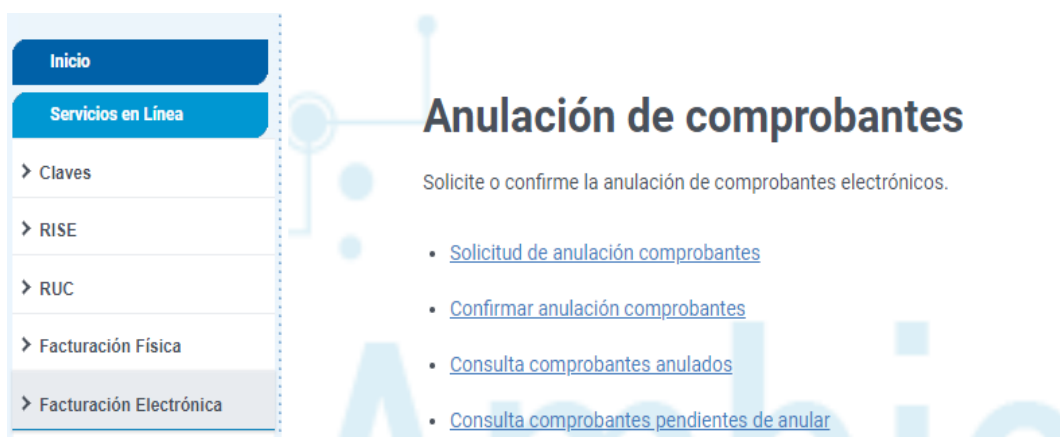 Inicio
Servicios en Línea
Claves
RISE
RUC
Facturación Física
Facturación Electrónica
Anulación de comprobantes
Solicite o confirme la anulación de comprobantes electrónicos.
Solicitud de anulación comprobantes
Confirmar anulación comprobantes
Consulta comprobantes anulados
Consulta comprobantes pendientes de anular